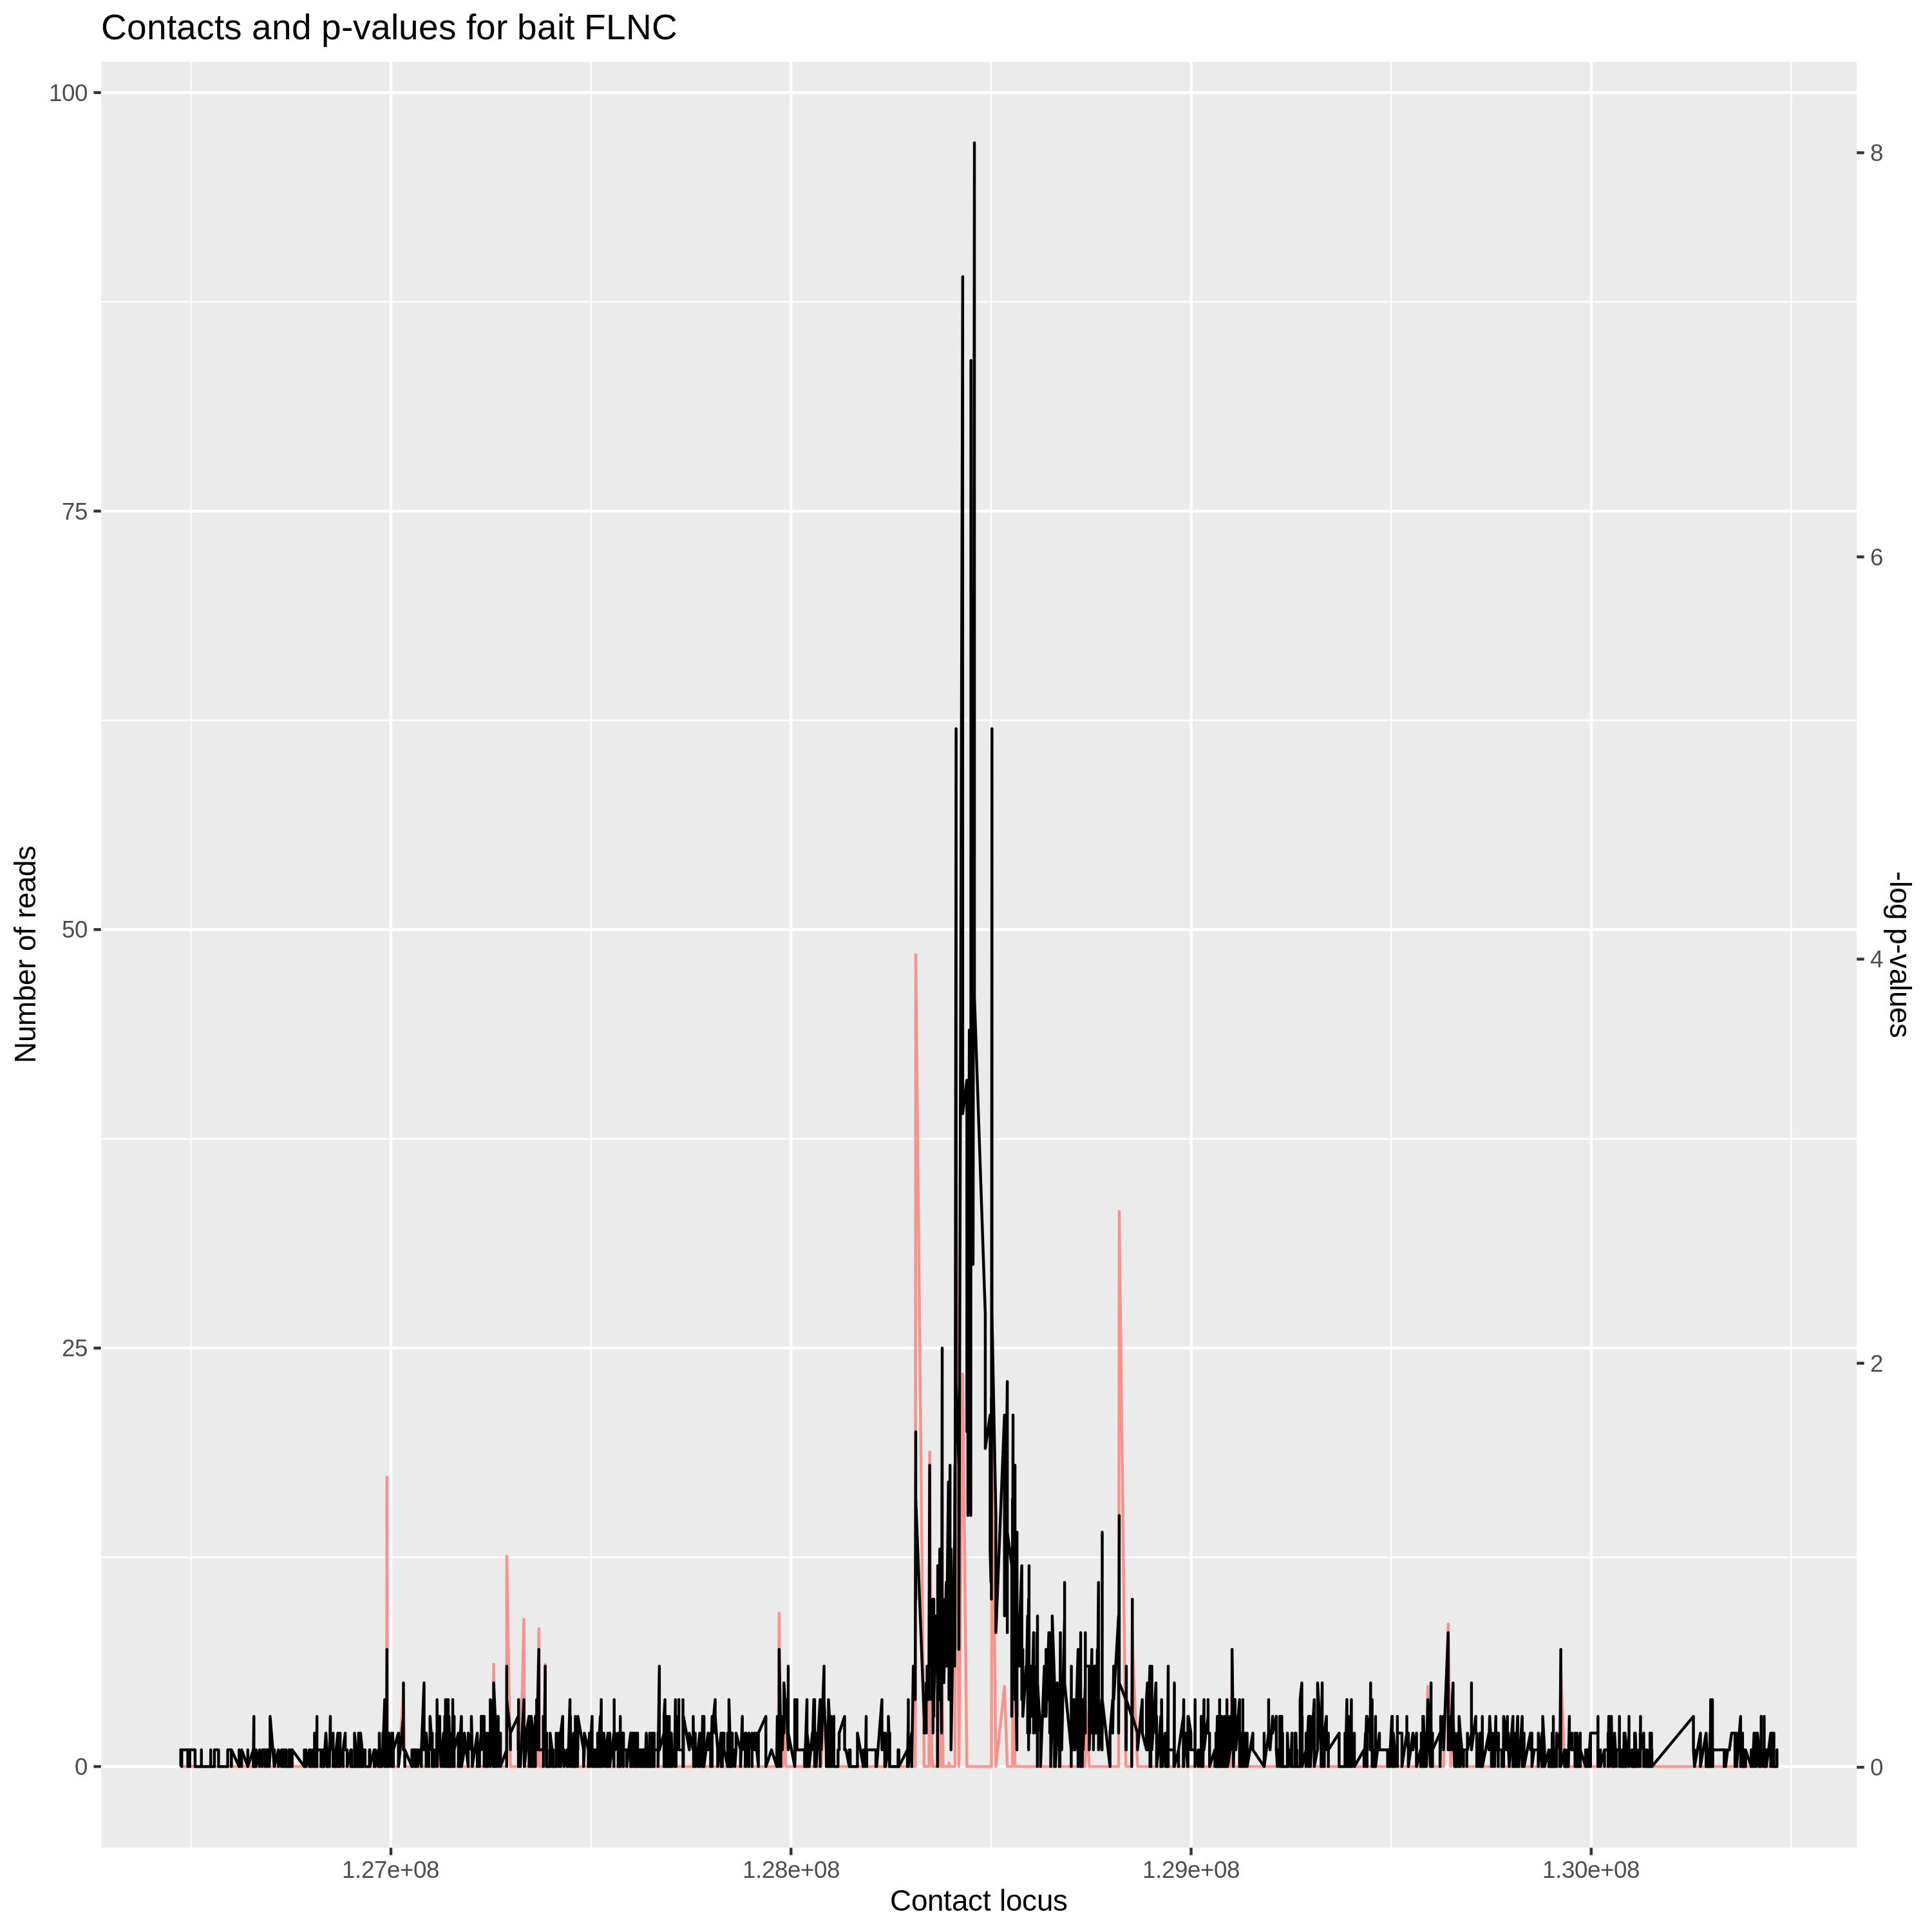 Contacts and p-values for bait FLNC
100
75
50
25
0
Number of reads
8
6
4
2
0
-log p-values
1.27e+08
1.28e+08
1.29e+08
1.30e+08
Contact locus